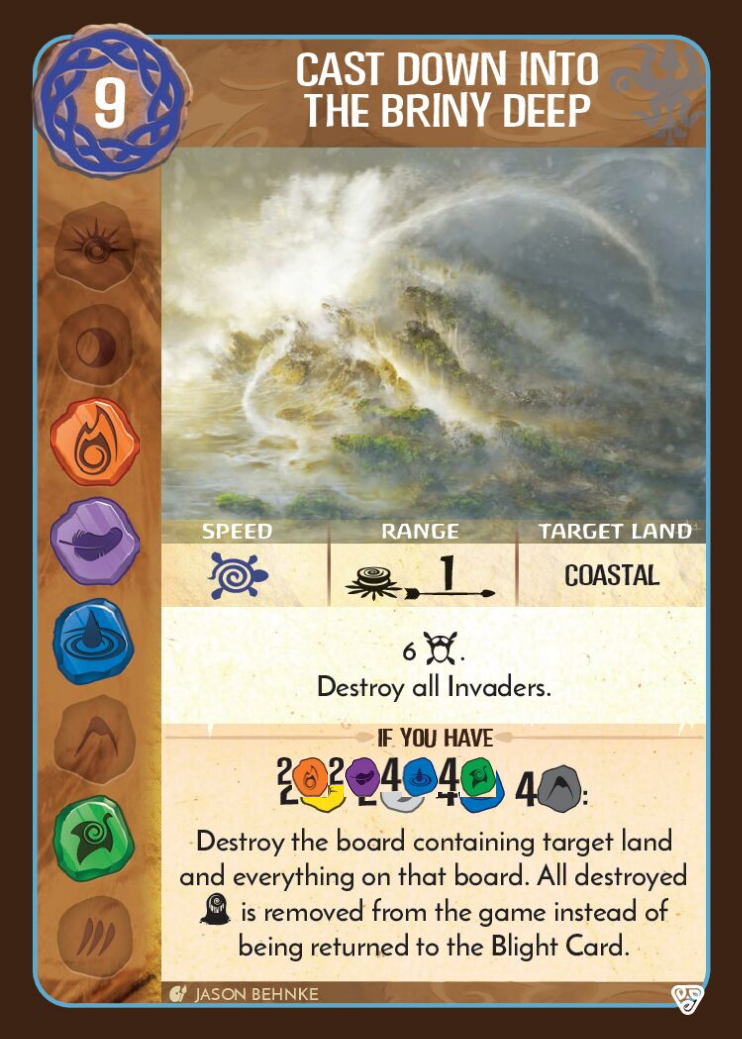 9
CAST DOWN INTO
THE BRINY DEEP
SPEED RANGE TARGET LAND
1 COASTAL
6 .
Destroy all Invaders.
IF YOU HAVE
2 2 4 4 4 :
Destroy the board containing target land
and everything on that board. All destroyed
is removed from the game instead of
being returned to the Blight Card.
JASON BEHNKE